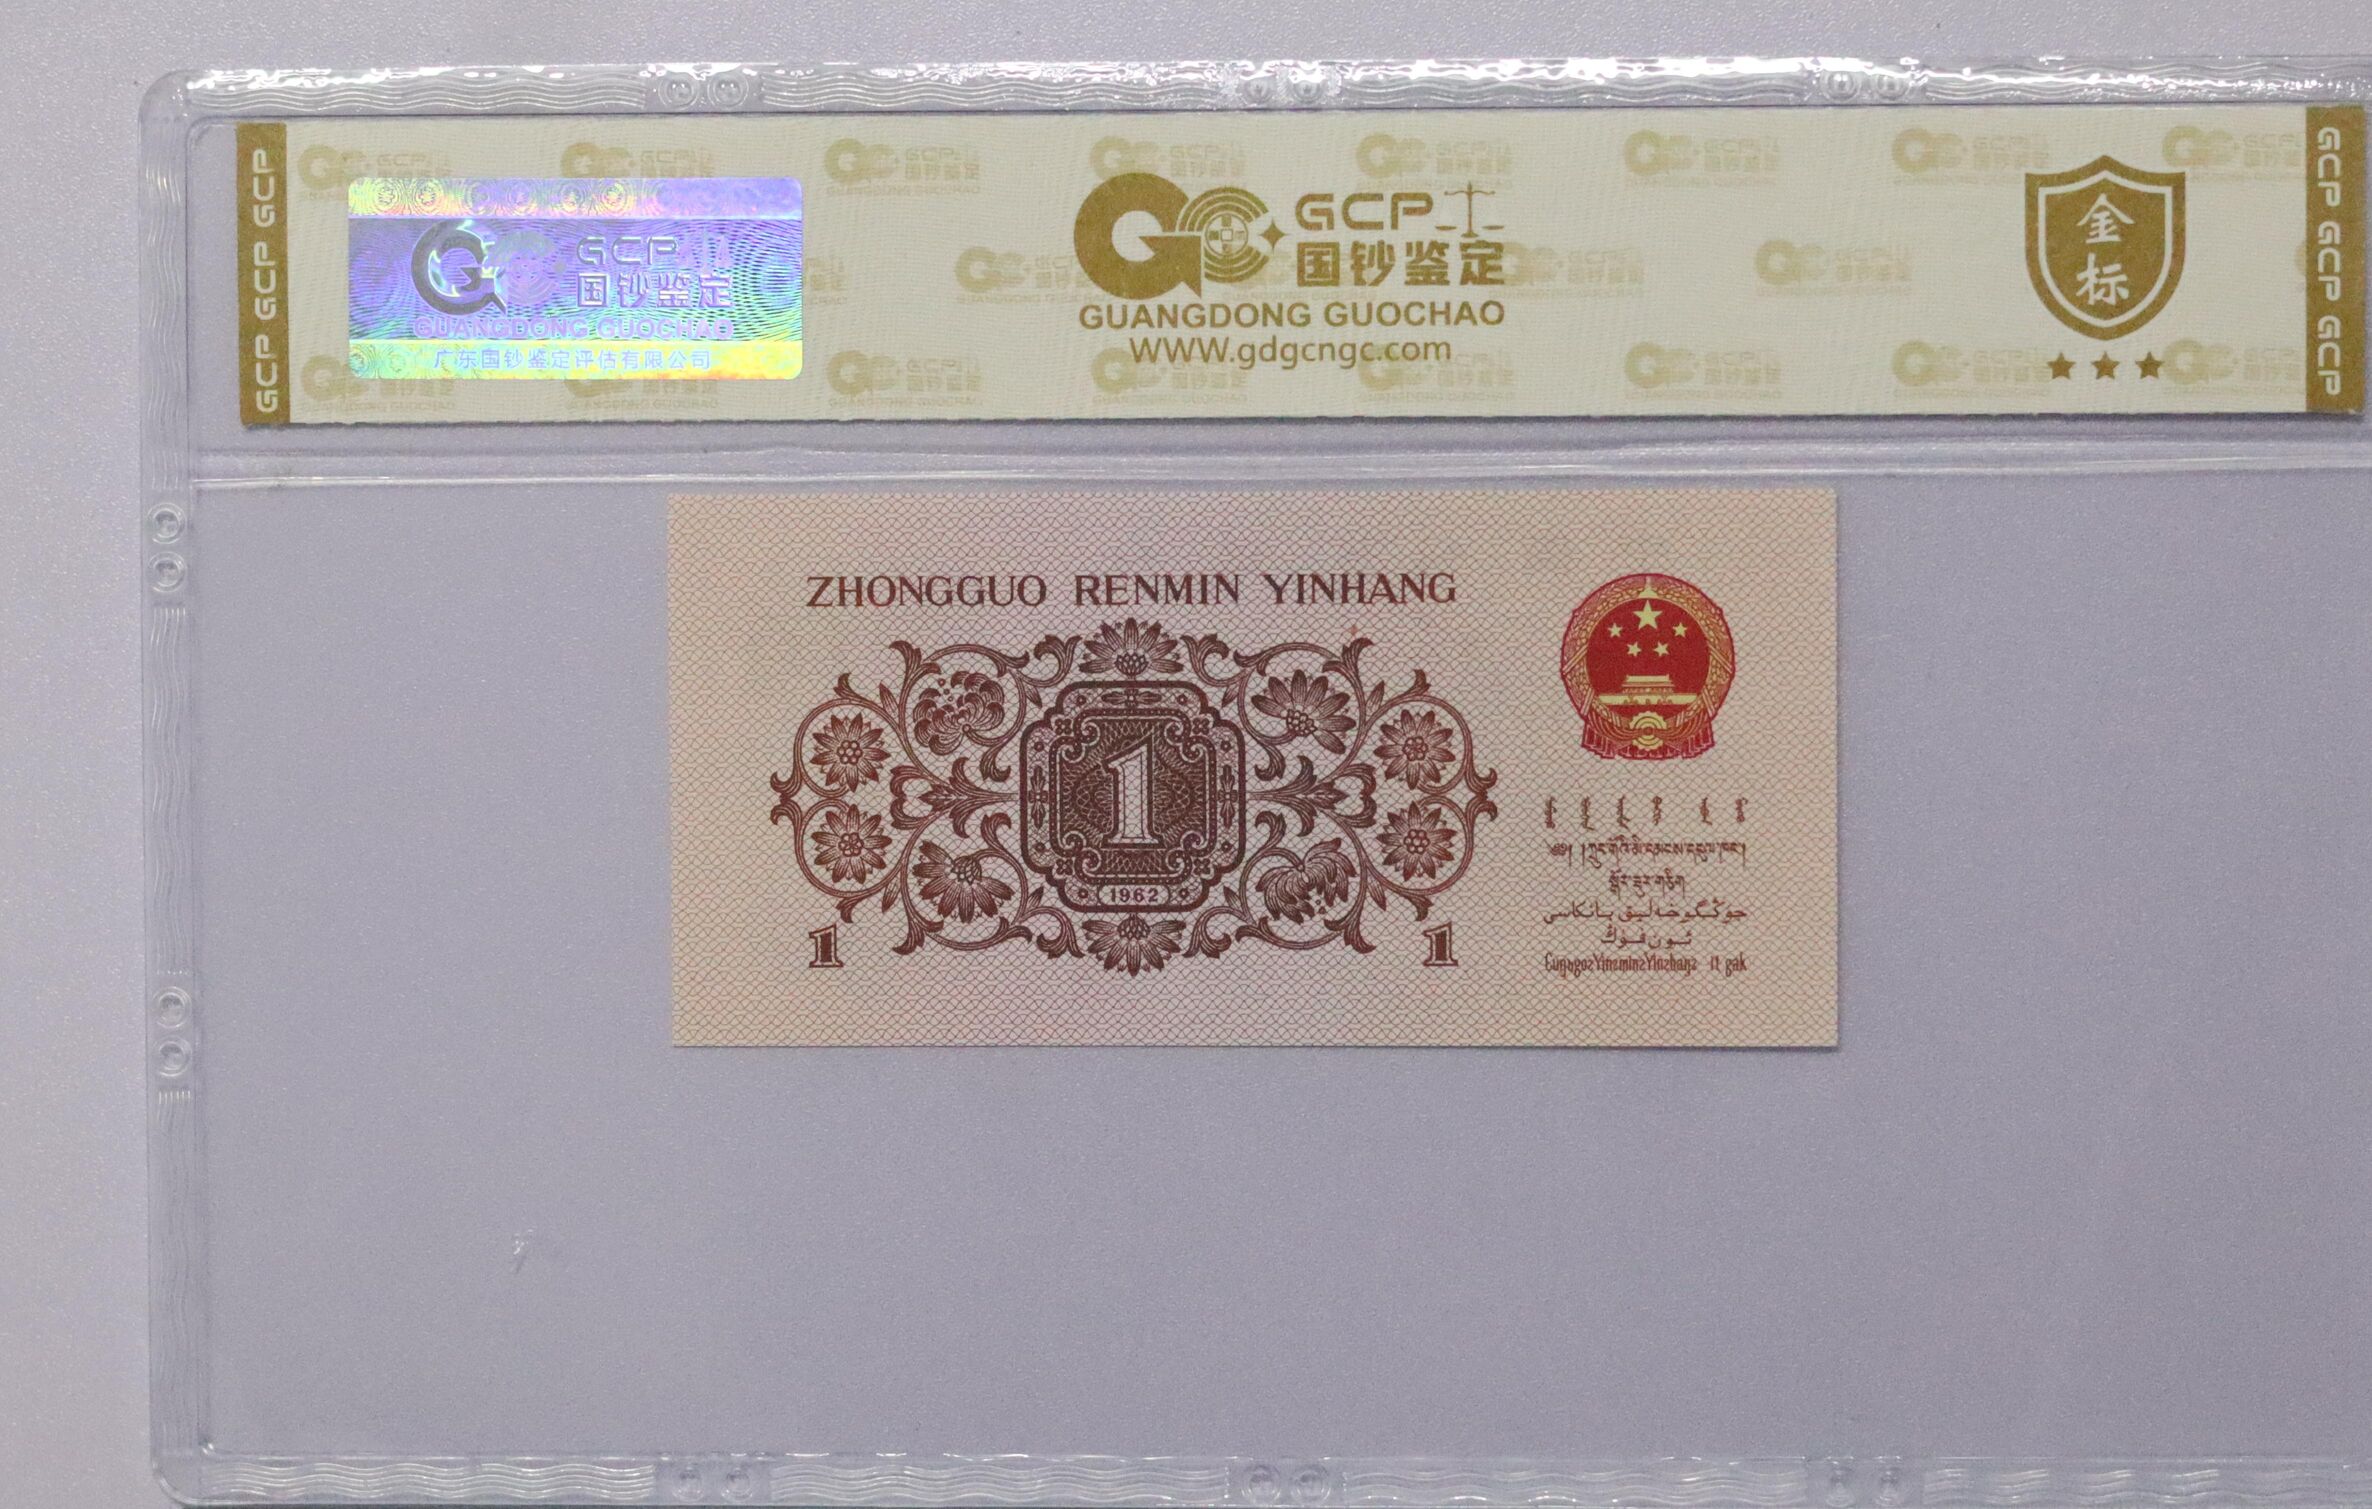 GCP GCP GCP
GCP
国钞鉴定
GUANGDONG GUOCHAO
广东国钞鉴定评估有限公司
GCP
国钞鉴定
GUANGDONG GUOCHAO
WWW.gdgcngc.com
金
标
GCP GCP GCP
ZHONGGUO RENMIN YINHANG
1
1962
1
1